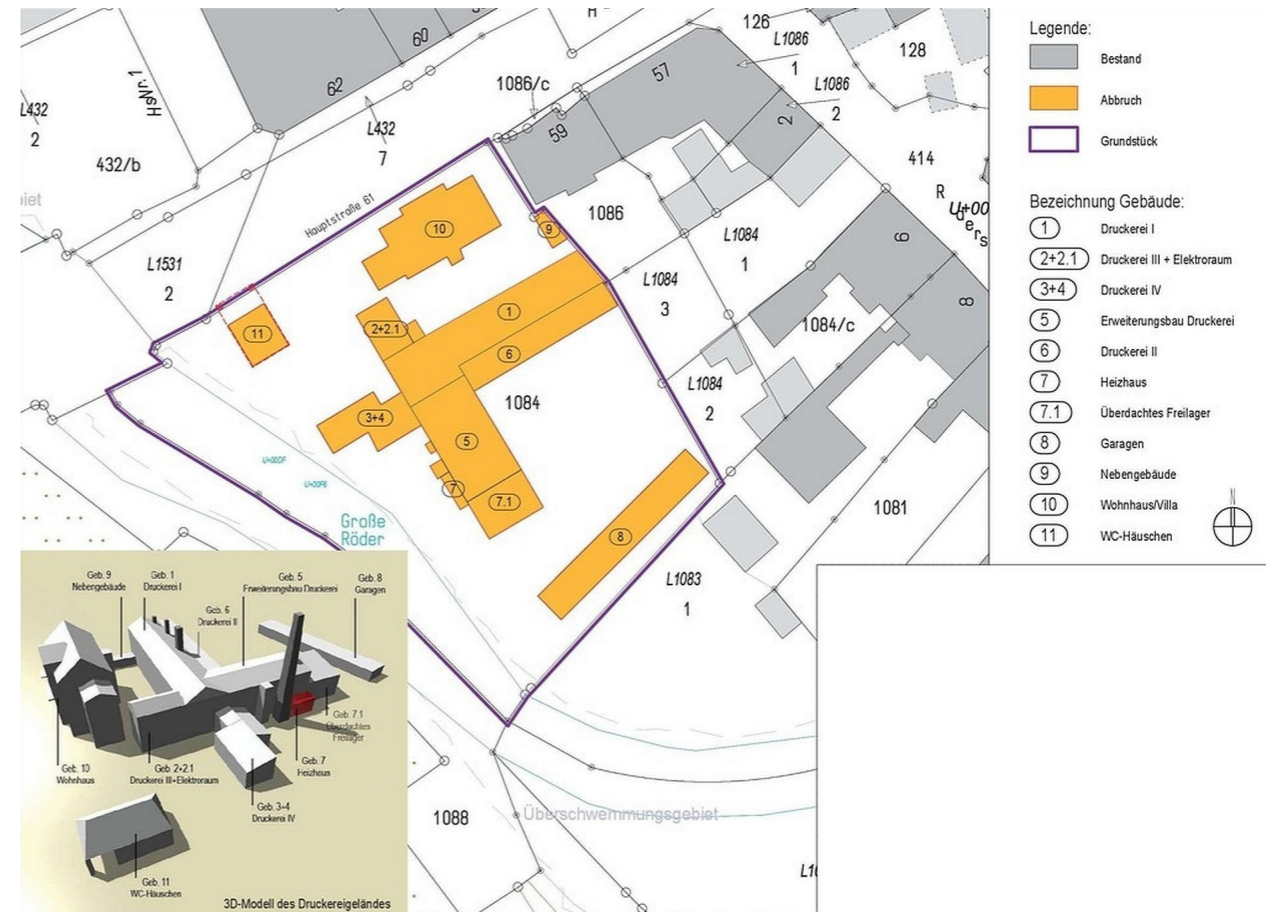 60
62
HsNr.1
L432
2
432/b
L432
7
1086/c
H
126
L1086
1
L1086
2
128
57
59
2
414
R
U+00
ders
iet
Hauptstraße 61
10
9
1086
L1531
2
11
2+2.1
1
6
L1084
1
L1084
3
6
8
1084/c
L1084
2
3+4
1084
5
7
7.1
8
U+00DF
U+00F6
Große
Röder
1081
L1083
1
1088
Überschwemmungsgebiet
L10
Legende:
Bestand
Abbruch
Grundstück
Bezeichnung Gebäude:
1 Druckerei I
2+2.1 Druckerei III + Elektroraum
3+4 Druckerei IV
5 Erweiterungsbau Druckerei
6 Druckerei II
7 Heizhaus
7.1 Überdachtes Freilager
8 Garagen
9 Nebengebäude
10 Wohnhaus/Villa
11 WC-Häuschen
N
Geb. 9
Nebengebäude
Geb. 1
Druckerei I
Geb. 6
Druckerei II
Geb. 5
Erweiterungsbau Druckerei
Geb. 8
Garagen
Geb. 7.1
Überdachtes
Freilager
Geb. 7
Heizhaus
Geb. 10
Wohnhaus
Geb. 2+2.1
Druckerei III+Elektroraum
Geb. 3+4
Druckerei IV
Geb. 11
WC-Häuschen
3D-Modell des Druckereigeländes